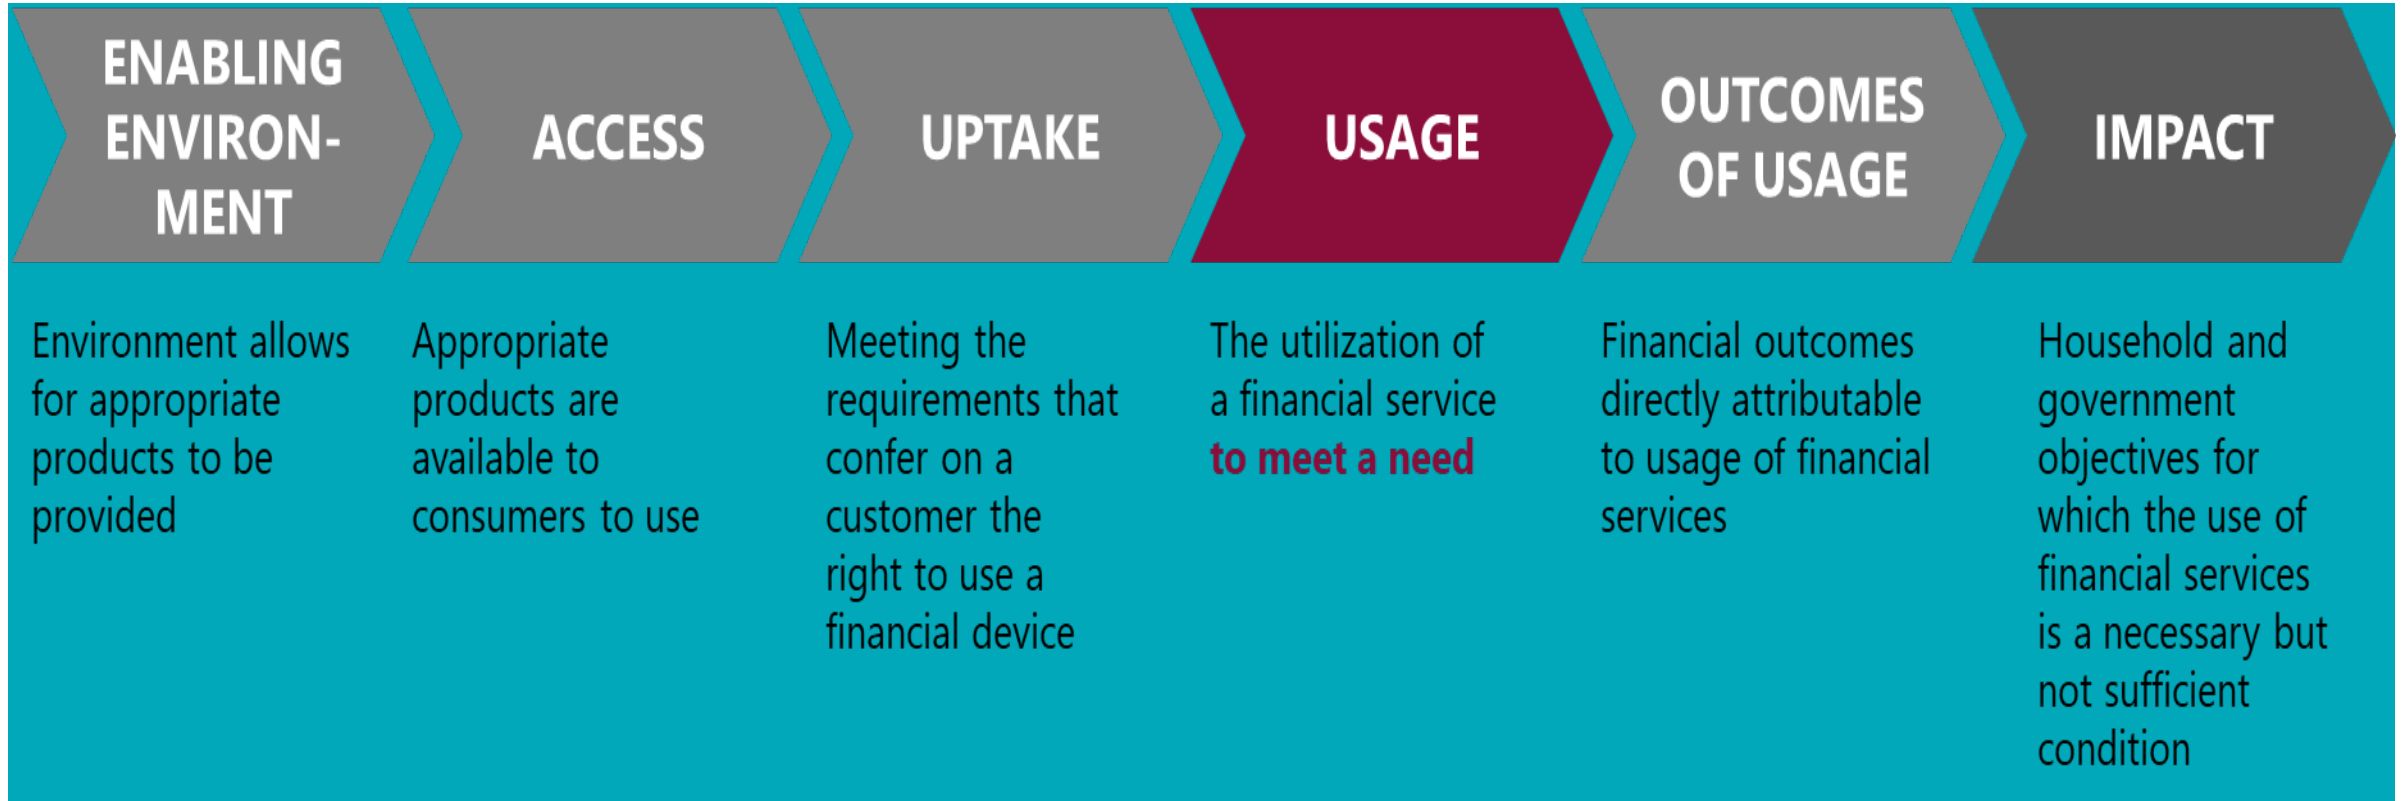 ENABLING
ENVIRON-
MENT
ACCESS
UPTAKE
USAGE
OUTCOMES
OF USAGE
IMPACT
Environment allows
for appropriate
products to be
provided
Appropriate
products are
available to
consumers to use
Meeting the
requirements that
confer on a
customer the
right to use a
financial device
The utilization of
a financial service
to meet a need
Financial outcomes
directly attributable
to usage of financial
services
Household and
government
objectives for
which the use of
financial services
is a necessary but
not sufficient
condition